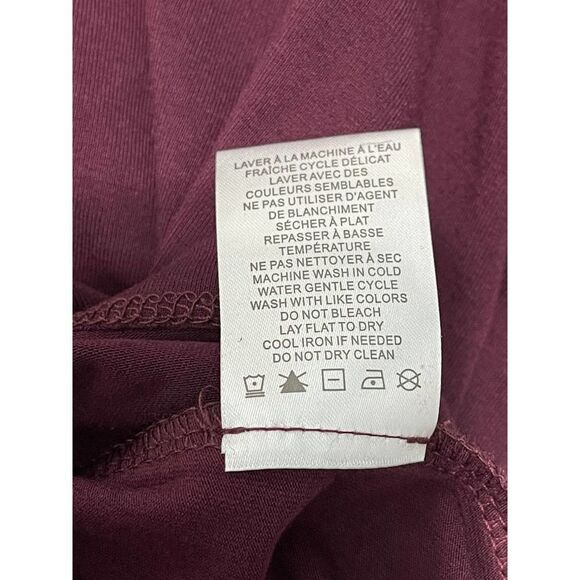 LAVER À LA MACHINE À L'EAU
FRAÎCHE CYCLE DÉLICAT
LAVER AVEC DES
COULEURS SEMBLABLES
NE PAS UTILISER D'AGENT
DE BLANCHIMENT
SÉCHER À PLAT
REPASSER À BASSE
TEMPÉRATURE
NE PAS NETTOYER À SEC
MACHINE WASH IN COLD
WATER GENTLE CYCLE
WASH WITH LIKE COLORS
DO NOT BLEACH
LAY FLAT TO DRY
COOL IRON IF NEEDED
DO NOT DRY CLEAN